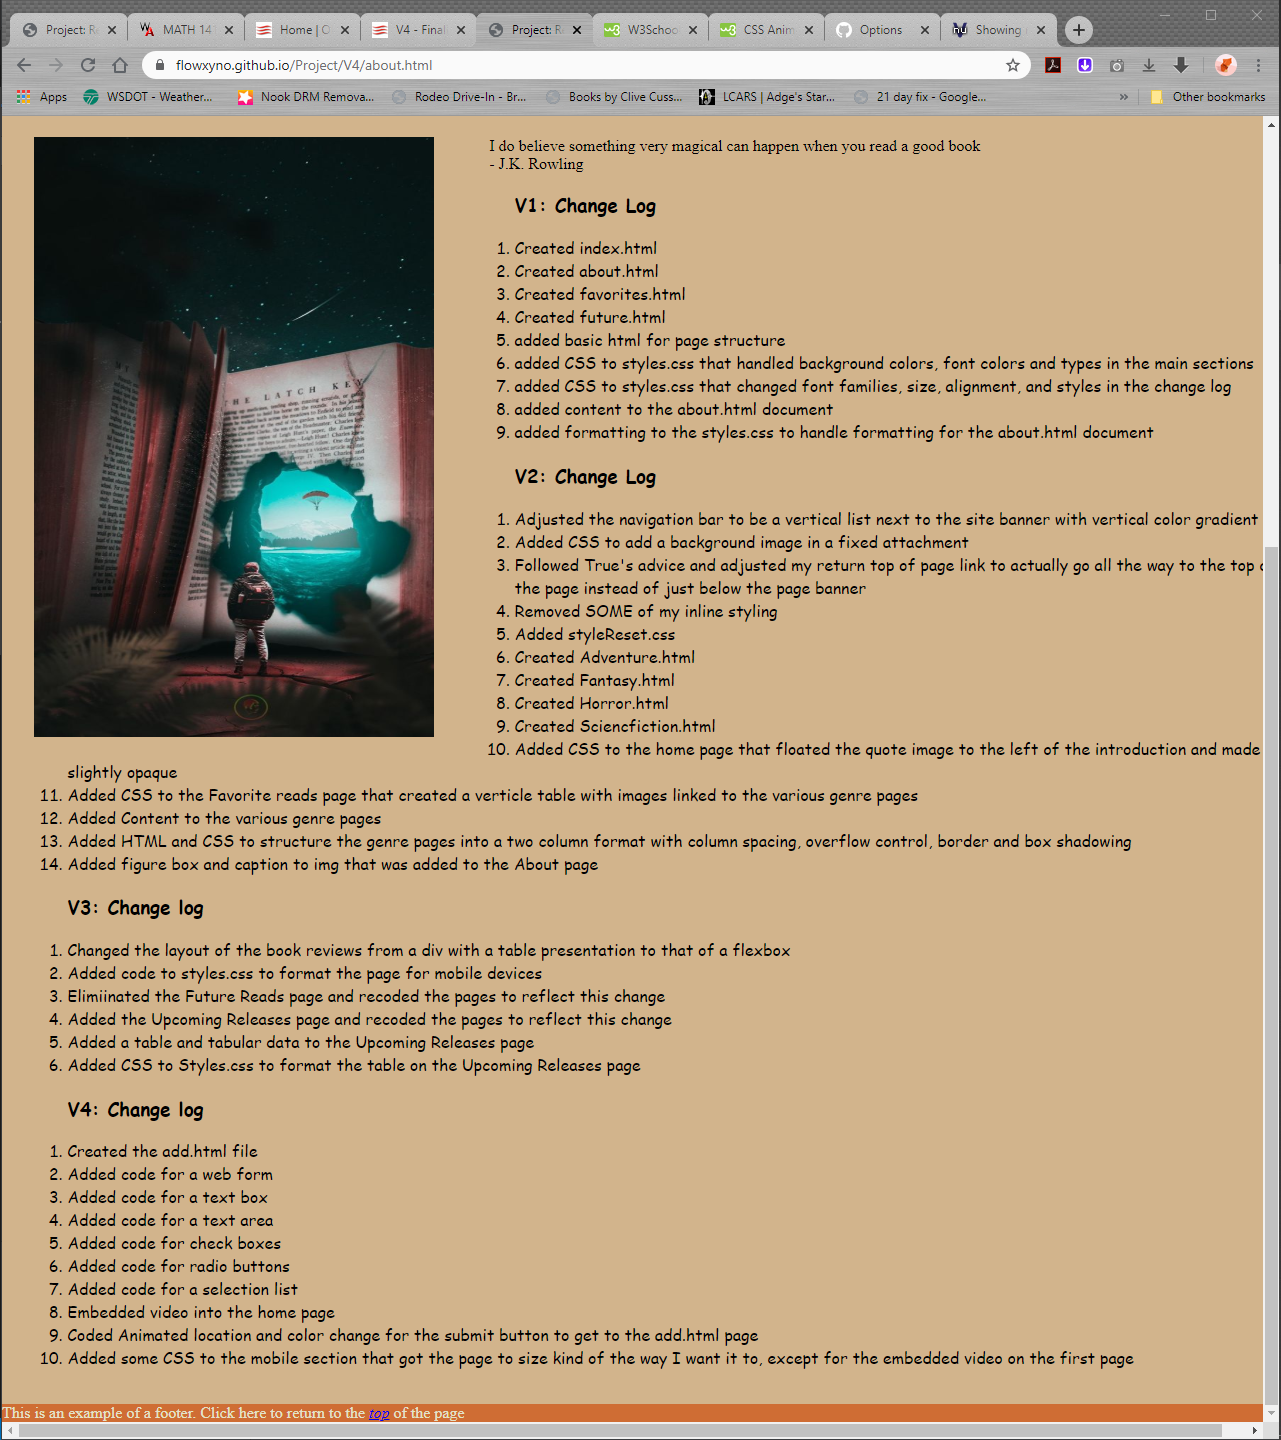 Project: R
MATH 14
Home | O
V4 - Final
Project: R
W3Schoo
CSS Anim
Options
Showing
flowxyno.github.io/Project/V4/about.html
Apps
WSDOT - Weather...
Nook DRM Remova...
Rodeo Drive-In - Br...
Books by Clive Cuss...
LCARS | Adge's Star...
21 day fix - Google...
»
Other bookmarks
THE LATCH KEY
I do believe something very magical can happen when you read a good book
- J.K. Rowling
V1: Change Log
1. Created index.html
2. Created about.html
3. Created favorites.html
4. Created future.html
5. added basic html for page structure
6. added CSS to styles.css that handled background colors, font colors and types in the main sections
7. added CSS to styles.css that changed font families, size, alignment, and styles in the change log
8. added content to the about.html document
9. added formatting to the styles.css to handle formatting for the about.html document
V2: Change Log
1. Adjusted the navigation bar to be a vertical list next to the site banner with vertical color gradient
2. Added CSS to add a background image in a fixed attachment
3. Followed True's advice and adjusted my return top of page link to actually go all the way to the top
the page instead of just below the page banner
4. Removed SOME of my inline styling
5. Added styleReset.css
6. Created Adventure.html
7. Created Fantasy.html
8. Created Horror.html
9. Created Sciencfiction.html
10. Added CSS to the home page that floated the quote image to the left of the introduction and made
slightly opaque
11. Added CSS to the Favorite reads page that created a verticle table with images linked to the various genre pages
12. Added Content to the various genre pages
13. Added HTML and CSS to structure the genre pages into a two column format with column spacing, overflow control, border and box shadowing
14. Added figure box and caption to img that was added to the About page
V3: Change log
1. Changed the layout of the book reviews from a div with a table presentation to that of a flexbox
2. Added code to styles.css to format the page for mobile devices
3. Elimiinated the Future Reads page and recoded the pages to reflect this change
4. Added the Upcoming Releases page and recoded the pages to reflect this change
5. Added a table and tabular data to the Upcoming Releases page
6. Added CSS to Styles.css to format the table on the Upcoming Releases page
V4: Change log
1. Created the add.html file
2. Added code for a web form
3. Added code for a text box
4. Added code for a text area
5. Added code for check boxes
6. Added code for radio buttons
7. Added code for a selection list
8. Embedded video into the home page
9. Coded Animated location and color change for the submit button to get to the add.html page
10. Added some CSS to the mobile section that got the page to size kind of the way I want it to, except for the embedded video on the first page
This is an example of a footer. Click here to return to the top of the page